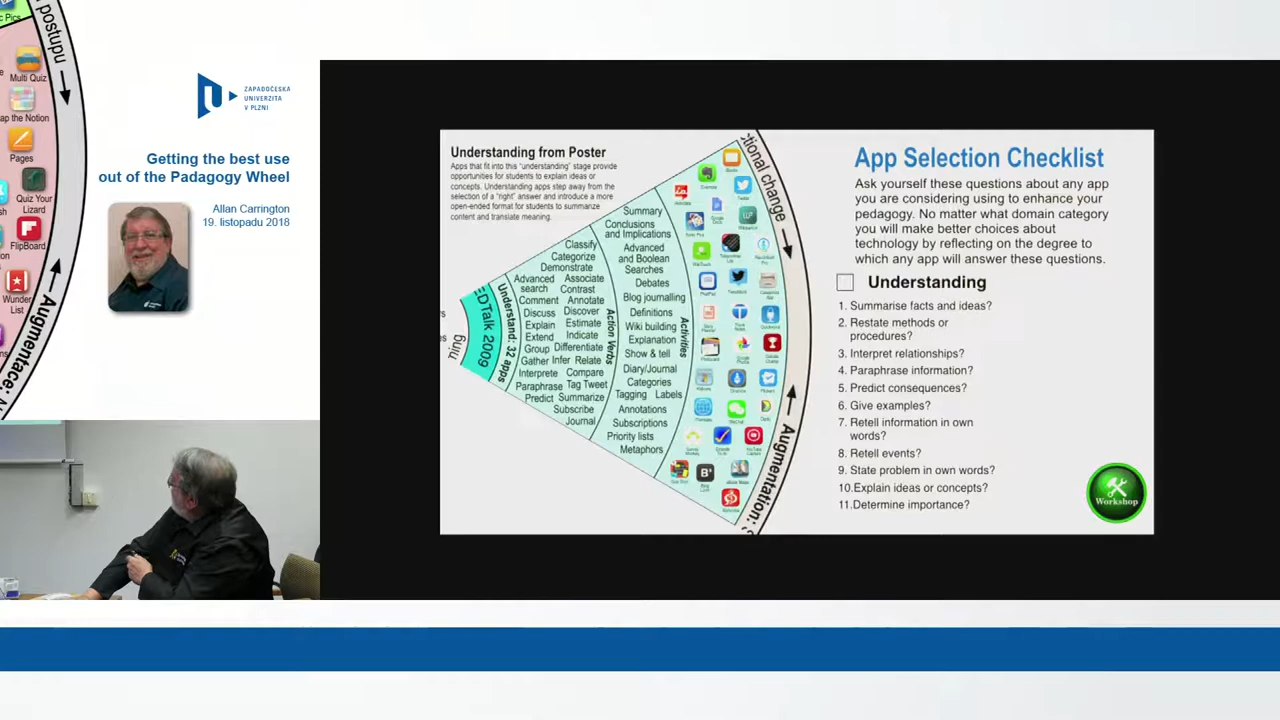 c Pics
postupu
Multi Quiz
ap the Notion
Pages
Quiz Your
Lizard
FlipBoard
Wunder
List
Augmentace:
ZÁPADOČESKÁ
UNIVERZITA
V PLZNI
Getting the best use
out of the Padagogy Wheel
Allan Carrington
19. listopadu 2018
Understanding from Poster
Apps that fit into this "understanding" stage provide
opportunities for students to explain ideas or
concepts. Understanding apps step away from the
selection of a "right" answer and introduce a more
open-ended format for students to summarize
content and translate meaning.
EDTalk 2009
Understand: 32 apps
Classify
Categorize
Demonstrate
Advanced Associate
search Contrast
Comment Annotate
Discuss Discover
Explain Estimate
Extend Indicate
Group Differentiate
Gather Infer Relate
Interprete Compare
Paraphrase Tag Tweet
Predict Summarize
Subscribe
Journal
Action Verbs
Summary
Conclusions
and Implications
Advanced
and Boolean
Searches
Debates
Blog journalling
Definitions
Wiki building
Explanation
Show & tell
Diary/Journal
Categories
Tagging Labels
Annotations
Subscriptions
Priority lists
Metaphors
Activities
tional change
Augmentation:
App Selection Checklist
Ask yourself these questions about any app
you are considering using to enhance your
pedagogy. No matter what domain category
you will make better choices about
technology by reflecting on the degree to
which any app will answer these questions.
Understanding
1. Summarise facts and ideas?
2. Restate methods or
procedures?
3. Interpret relationships?
4. Paraphrase information?
5. Predict consequences?
6. Give examples?
7. Retell information in own
words?
8. Retell events?
9. State problem in own words?
10.Explain ideas or concepts?
11.Determine importance?
Workshop